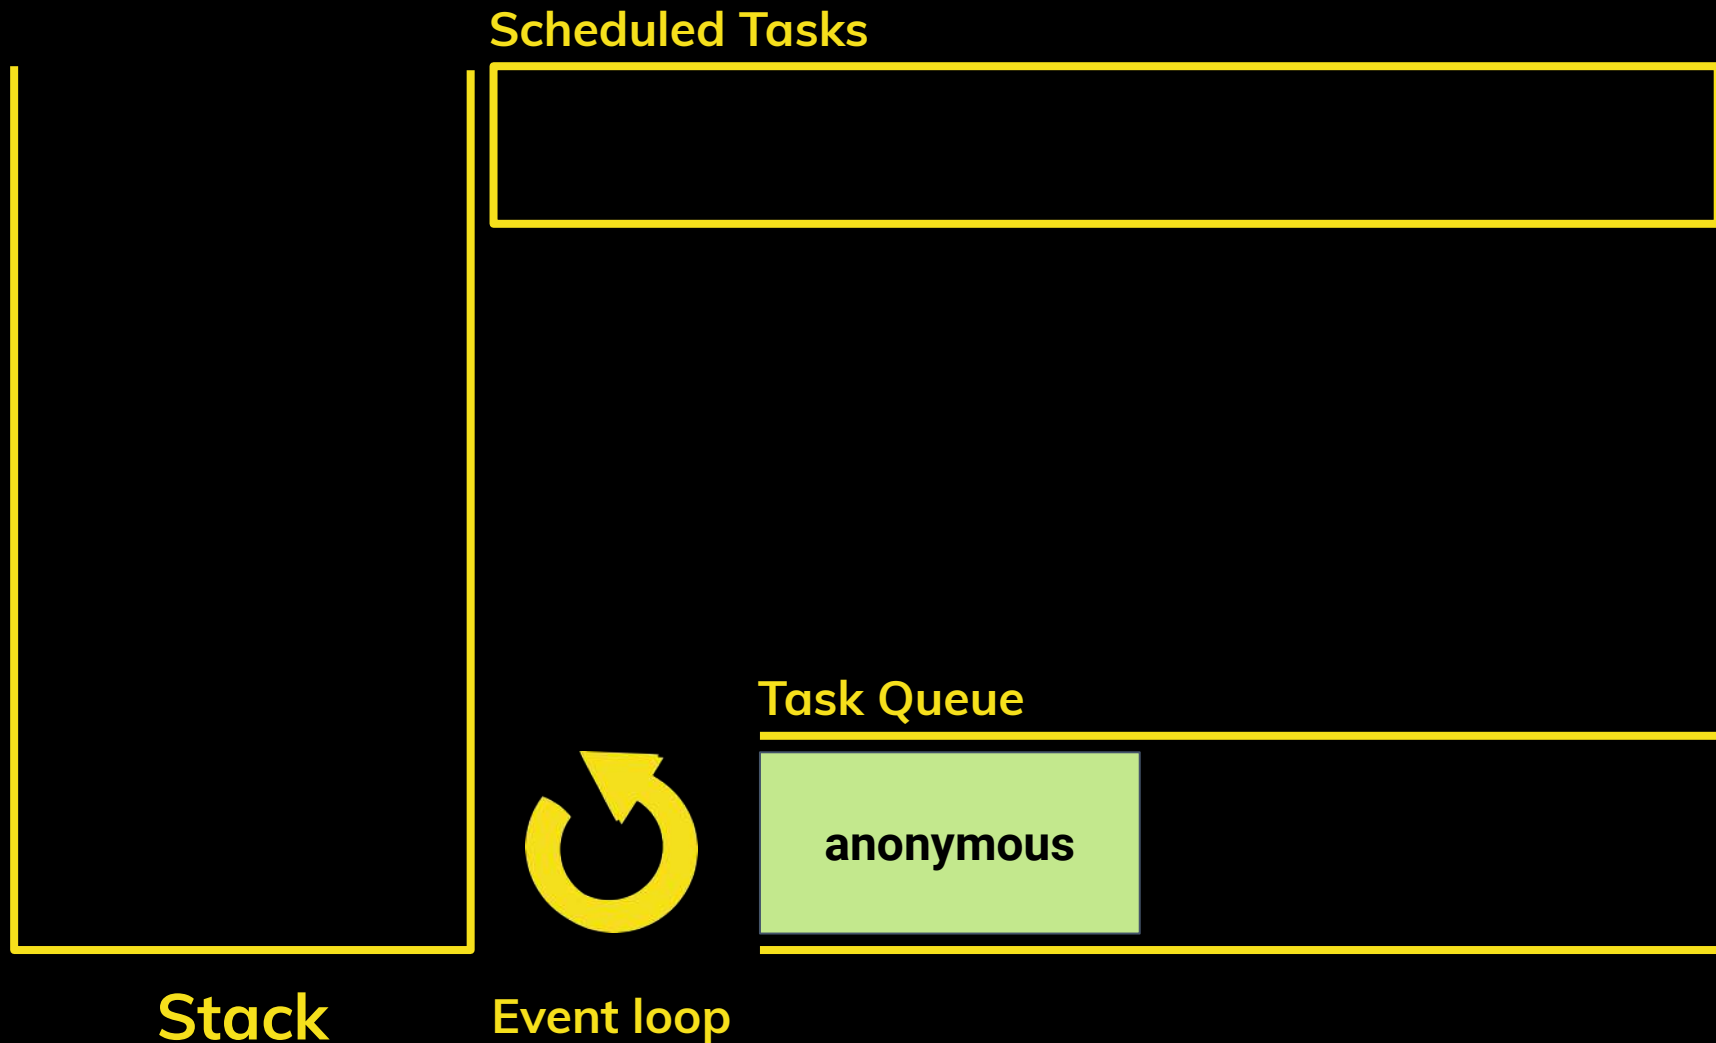 Scheduled Tasks
Task Queue
anonymous
Stack
Event loop